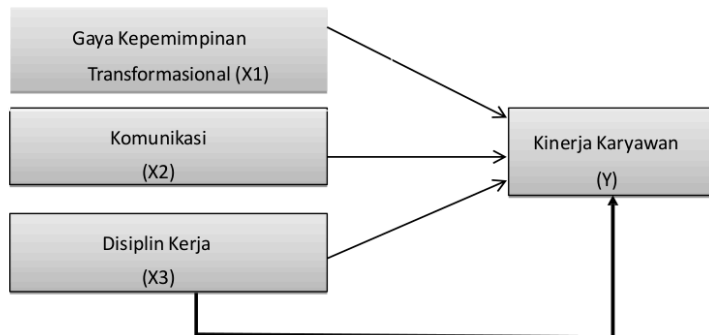 Gaya Kepemimpinan
Transformasional (X1)
Komunikasi
(X2)
Kinerja Karyawan
(Y)
Disiplin Kerja
(X3)